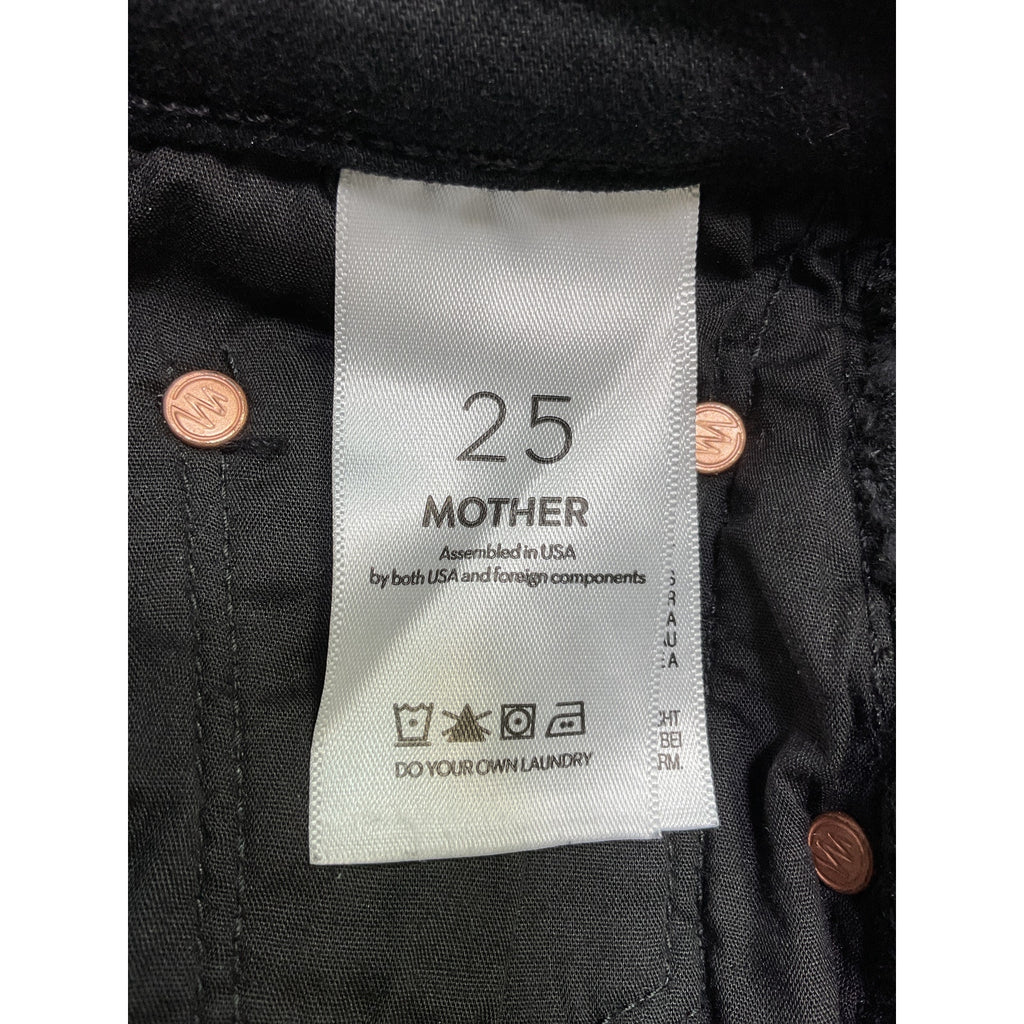 25
MOTHER
Assembled in USA
by both USA and foreign components
DO YOUR OWN LAUNDRY